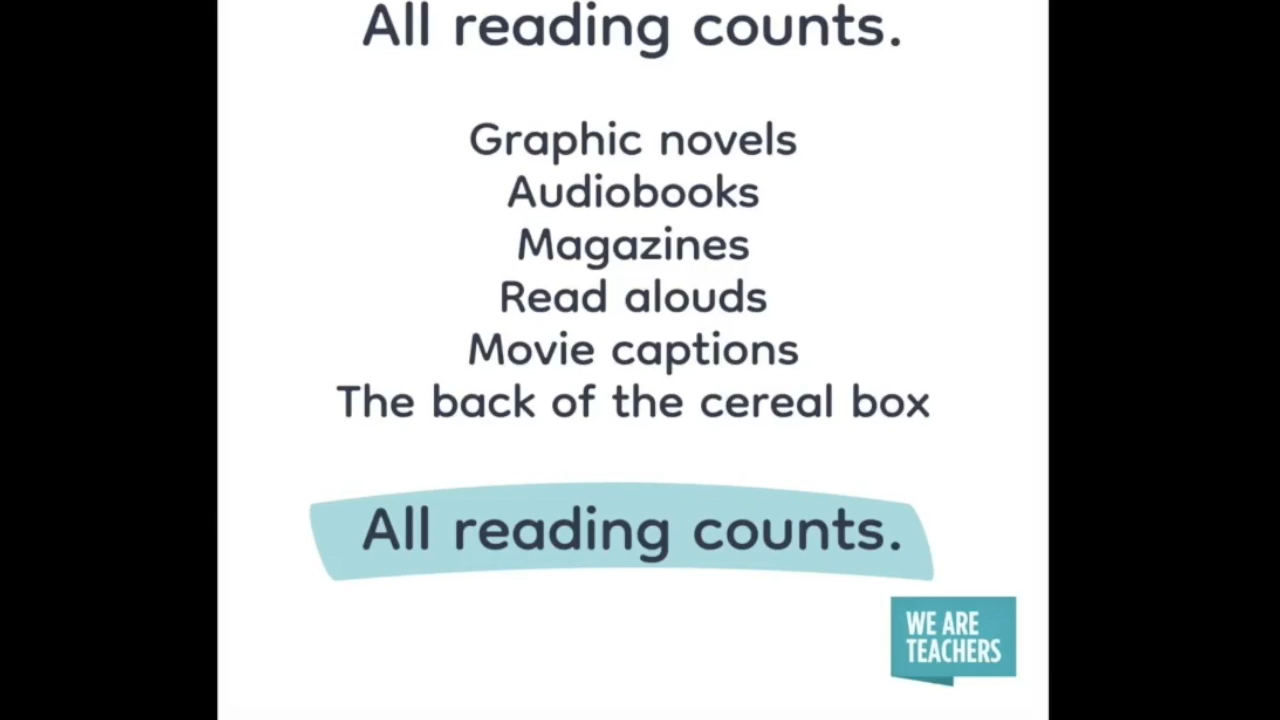 All reading counts.
Graphic novels
Audiobooks
Magazines
Read alouds
Movie captions
The back of the cereal box
All reading counts.
WE ARE
TEACHERS